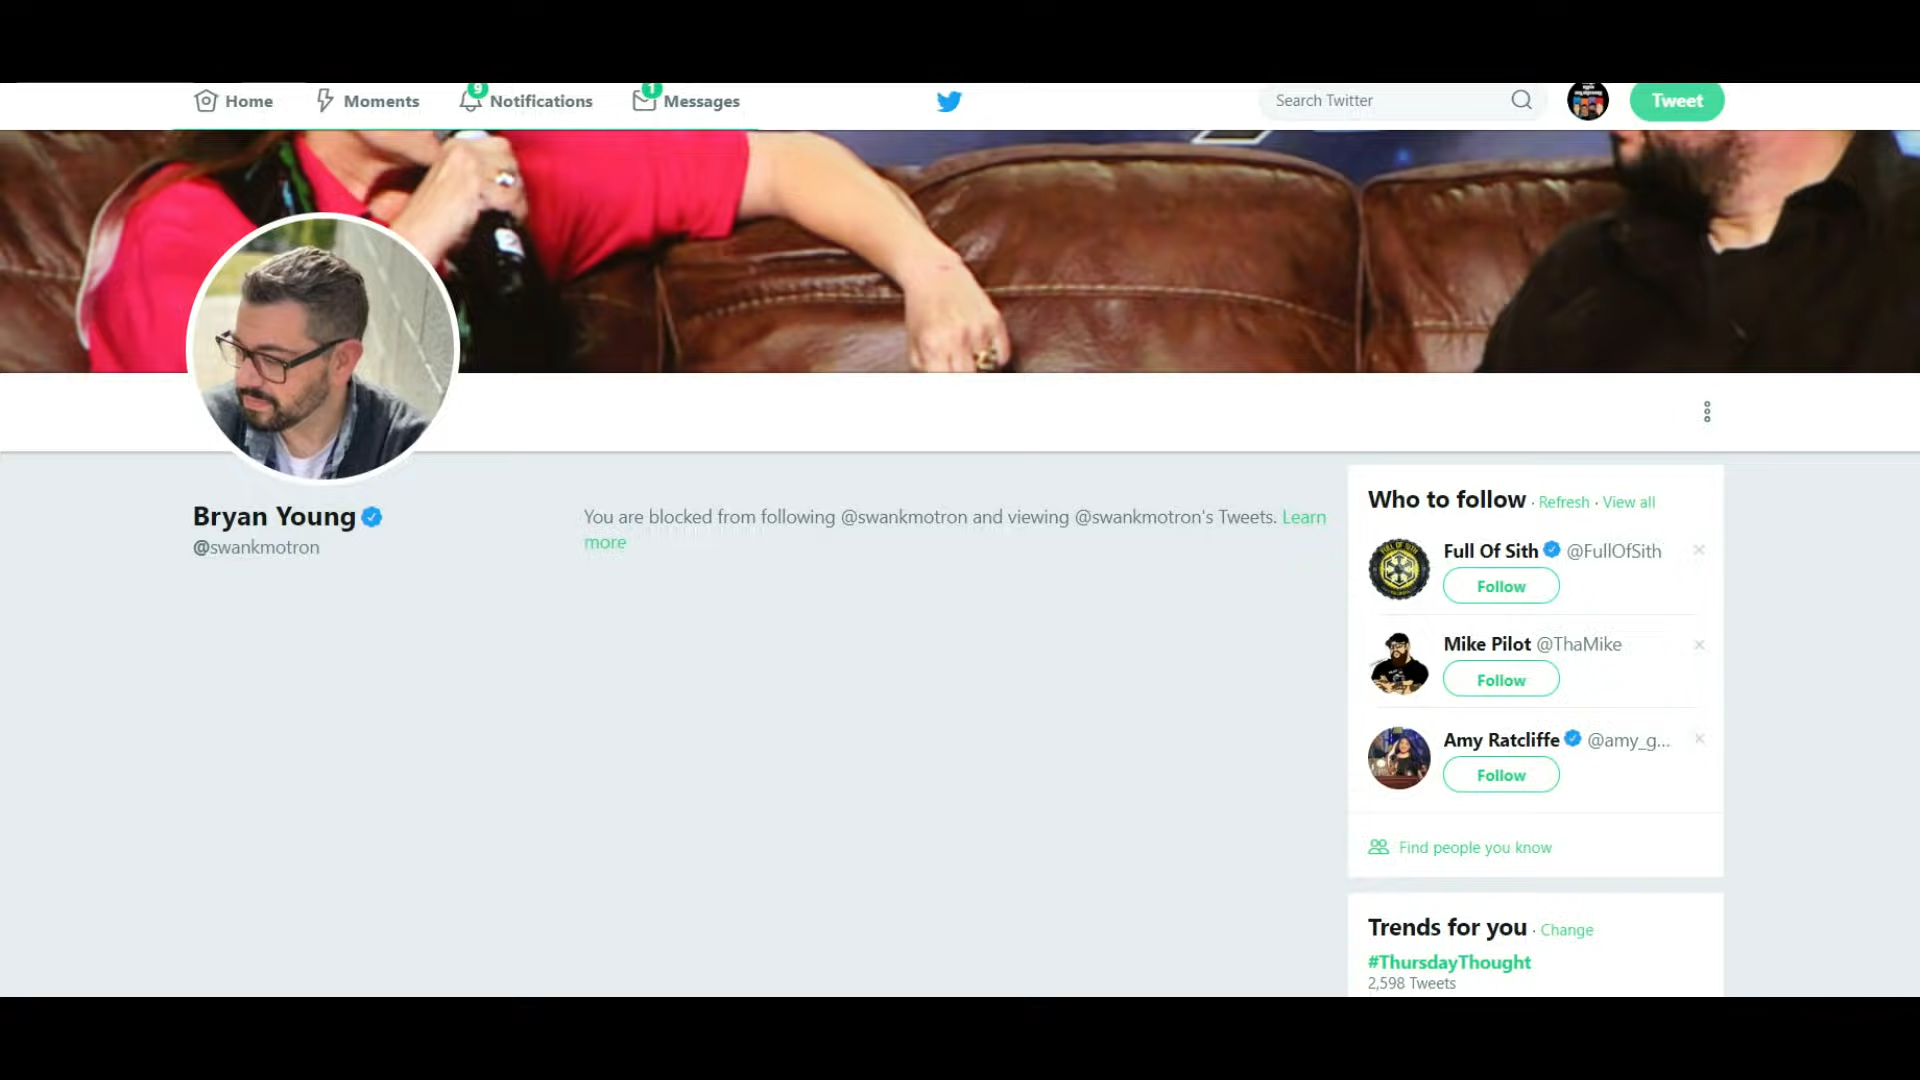 Home
Moments
9
Notifications
1
Messages
Search Twitter
Tweet
Bryan Young
@swankmotron
You are blocked from following @swankmotron and viewing @swankmotron's Tweets. Learn
more
Who to follow · Refresh · View all
Full Of Sith @FullOfSith
Follow
Mike Pilot @ThaMike
Follow
Amy Ratcliffe @amy_g...
Follow
Find people you know
Trends for you · Change
#ThursdayThought
2,598 Tweets